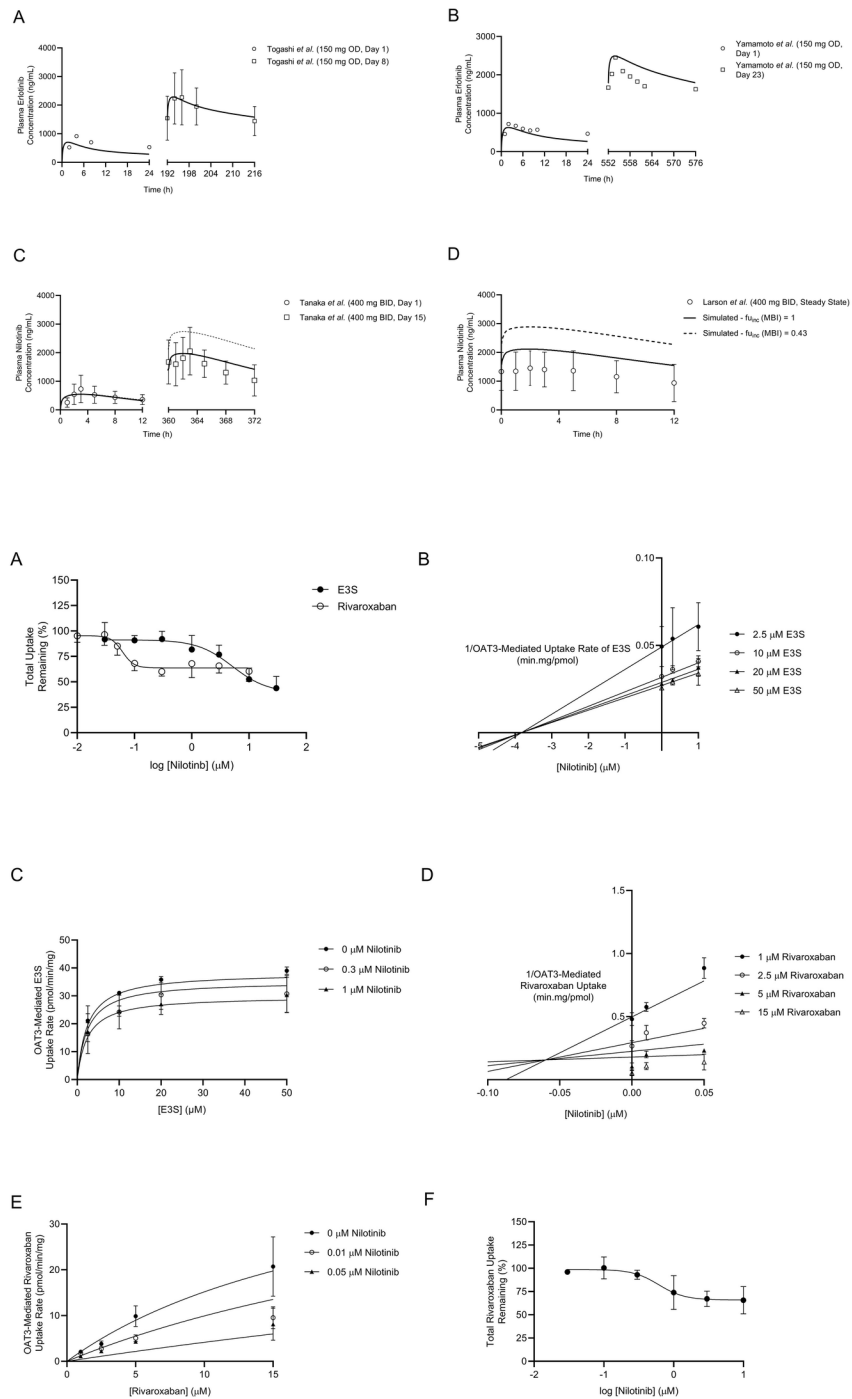 A
4000
3000
2000
1000
0
Plasma Erlotinib
Concentration (ng/mL)
0 6 12 18 24 192 198 204 210 216
Time (h)
Togashi et al. (150 mg OD, Day 1)
Togashi et al. (150 mg OD, Day 8)
B
4000
3000
2000
1000
0
Plasma Erlotinib
Concentration (ng/mL)
0 6 12 18 24 552 558 564 570 576
Time (h)
Yamamoto et al. (150 mg OD,
Day 1)
Yamamoto et al. (150 mg OD,
Day 23)
C
4000
3000
2000
1000
0
Plasma Nilotinib
Concentration (ng/mL)
0 4 8 12 360 364 368 372
Time (h)
Tanaka et al. (400 mg BID, Day 1)
Tanaka et al. (400 mg BID, Day 15)
D
4000
3000
2000
1000
0
Plasma Nilotinib
Concentration (ng/mL)
0 4 8 12
Time (h)
Larson et al. (400 mg BID, Steady State)
Simulated - fuinc (MBI) = 1
Simulated - fuinc (MBI) = 0.43
A
150
125
100
75
50
25
0
Total Uptake
Remaining (%)
-2 -1 0 1 2
log [Nilotinb] (μM)
E3S
Rivaroxaban
B
0.10
0.05
1/OAT3-Mediated Uptake Rate of E3S
(min.mg/pmol)
-5 -4 -3 -2 -1 0 1
[Nilotinib] (μM)
2.5 μM E3S
10 μM E3S
20 μM E3S
50 μM E3S
C
50
40
30
20
10
0
OAT3-Mediated E3S
Uptake Rate (pmol/min/mg)
0 10 20 30 40 50
[E3S] (μM)
0 μM Nilotinib
0.3 μM Nilotinib
1 μM Nilotinib
D
1.5
1.0
0.5
1/OAT3-Mediated
Rivaroxaban Uptake
(min.mg/pmol)
-0.10 -0.05 0.00 0.05
[Nilotinib] (μM)
1 μM Rivaroxaban
2.5 μM Rivaroxaban
5 μM Rivaroxaban
15 μM Rivaroxaban
E
30
20
10
0
OAT3-Mediated Rivaroxaban
Uptake Rate (pmol/min/mg)
0 5 10 15
[Rivaroxaban] (μM)
0 μM Nilotinib
0.01 μM Nilotinib
0.05 μM Nilotinib
F
150
125
100
75
50
25
0
Total Rivaroxaban Uptake
Remaining (%)
-2 -1 0 1
log [Nilotinib] (μM)